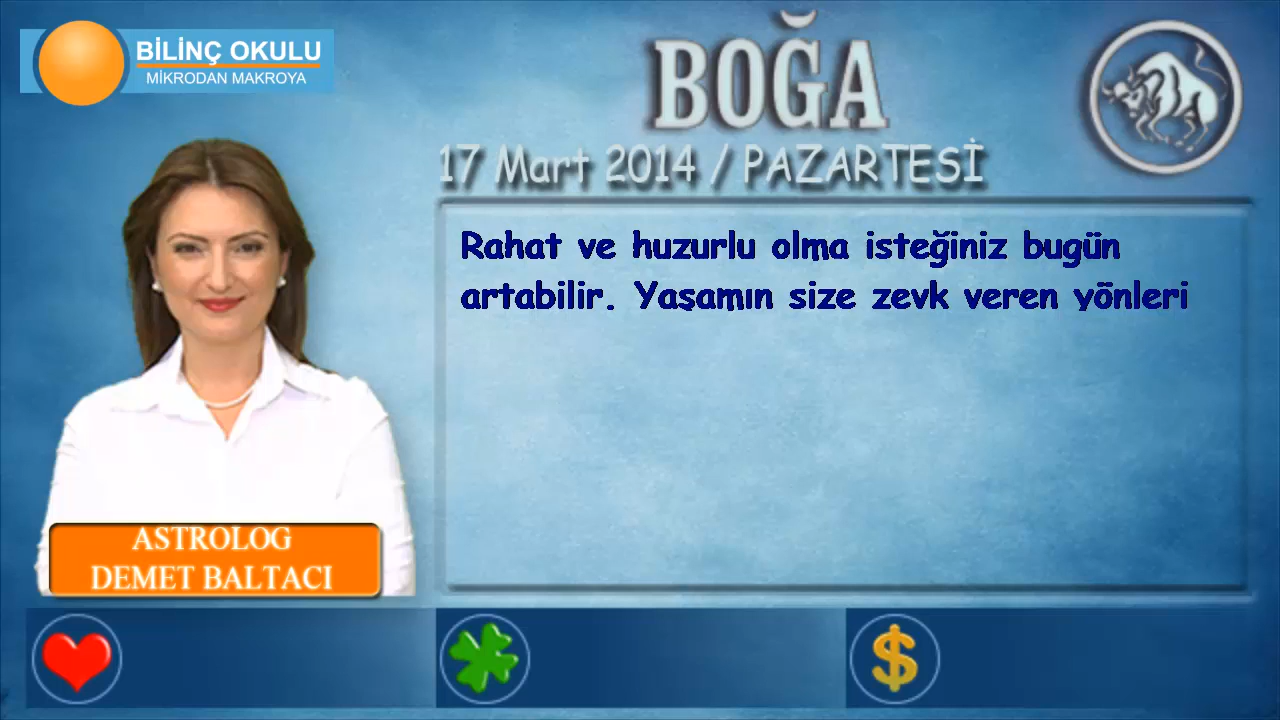 BİLİNÇ OKULU
MİKRODAN MAKROYA
BOĞA
17 Mart 2014 / PAZARTESİ
Rahat ve huzurlu olma isteğiniz bugün
artabilir. Yaşamın size zevk veren yönleri
ASTROLOG
DEMET BALTACI
$